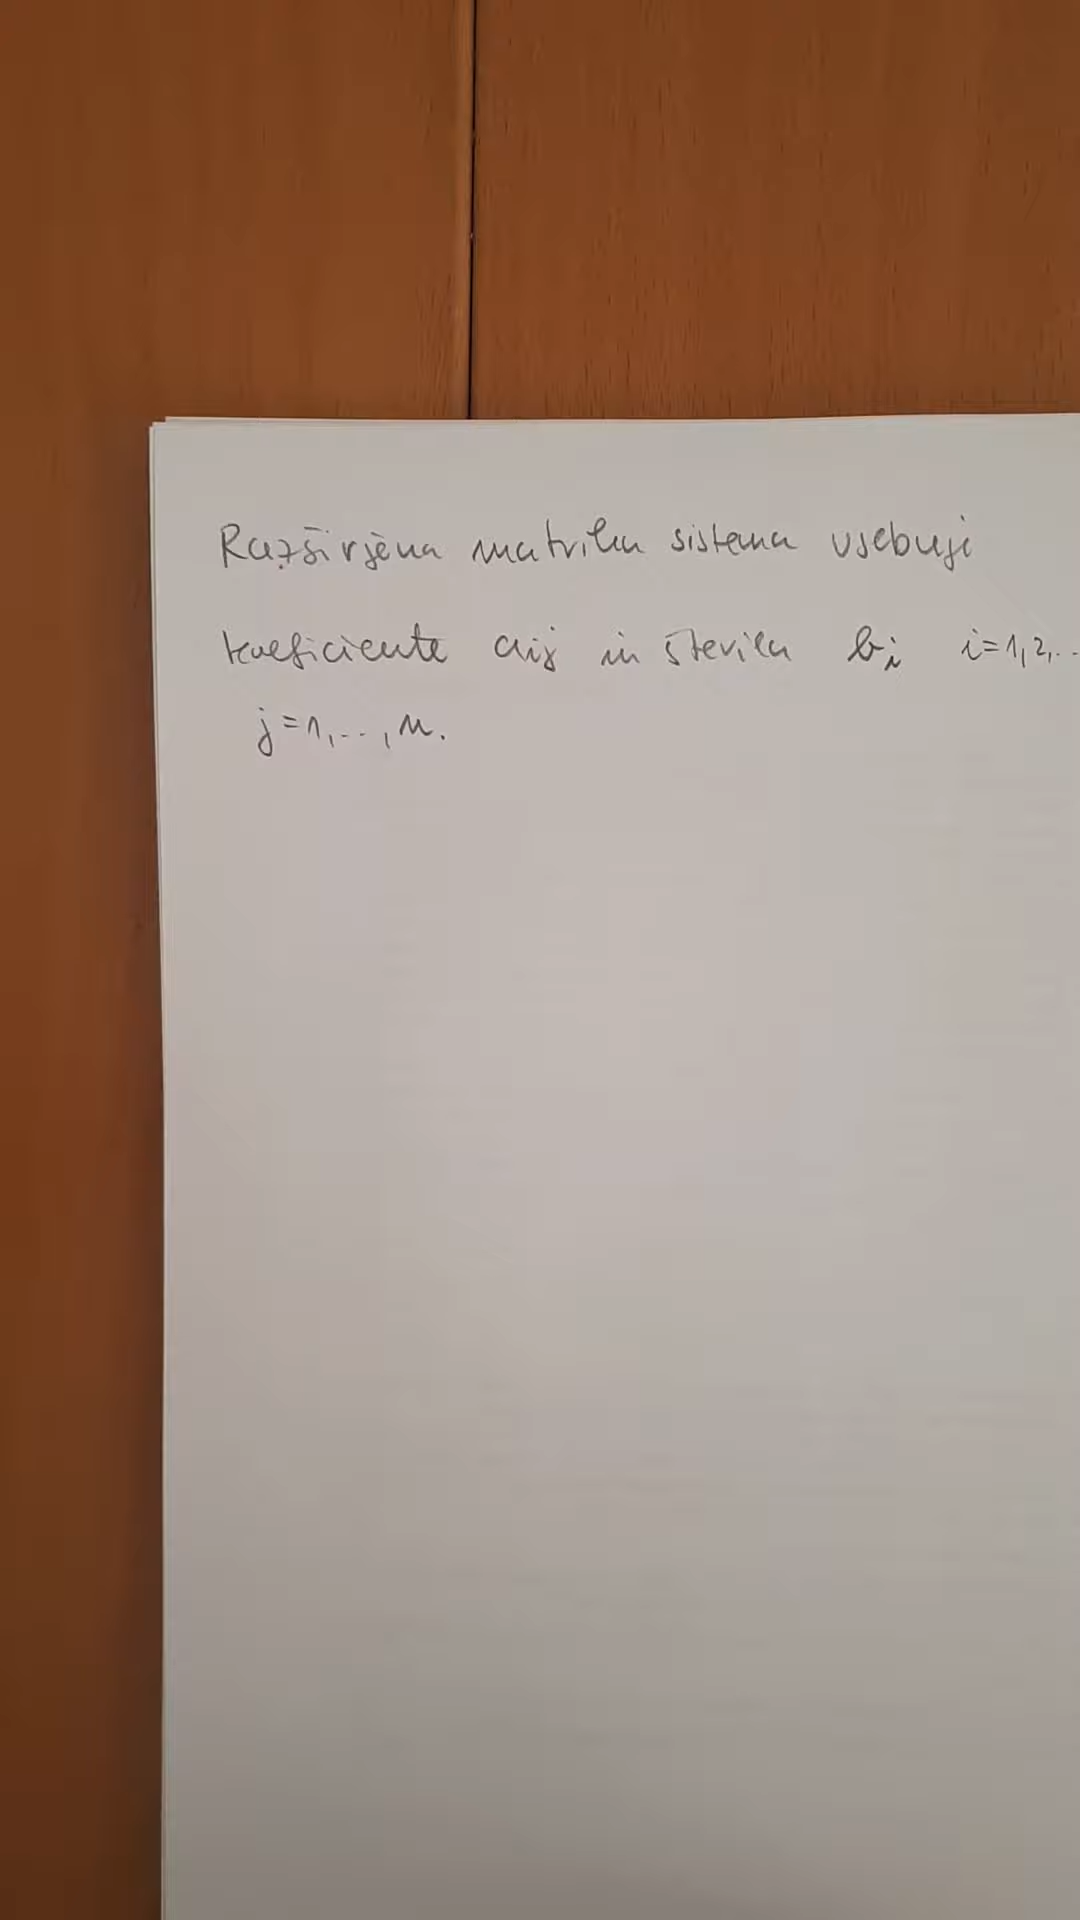 Razširjena matrika sistema vsebuje
koeficiente aij in števila bi i=1,2,..
j=1,...,n.